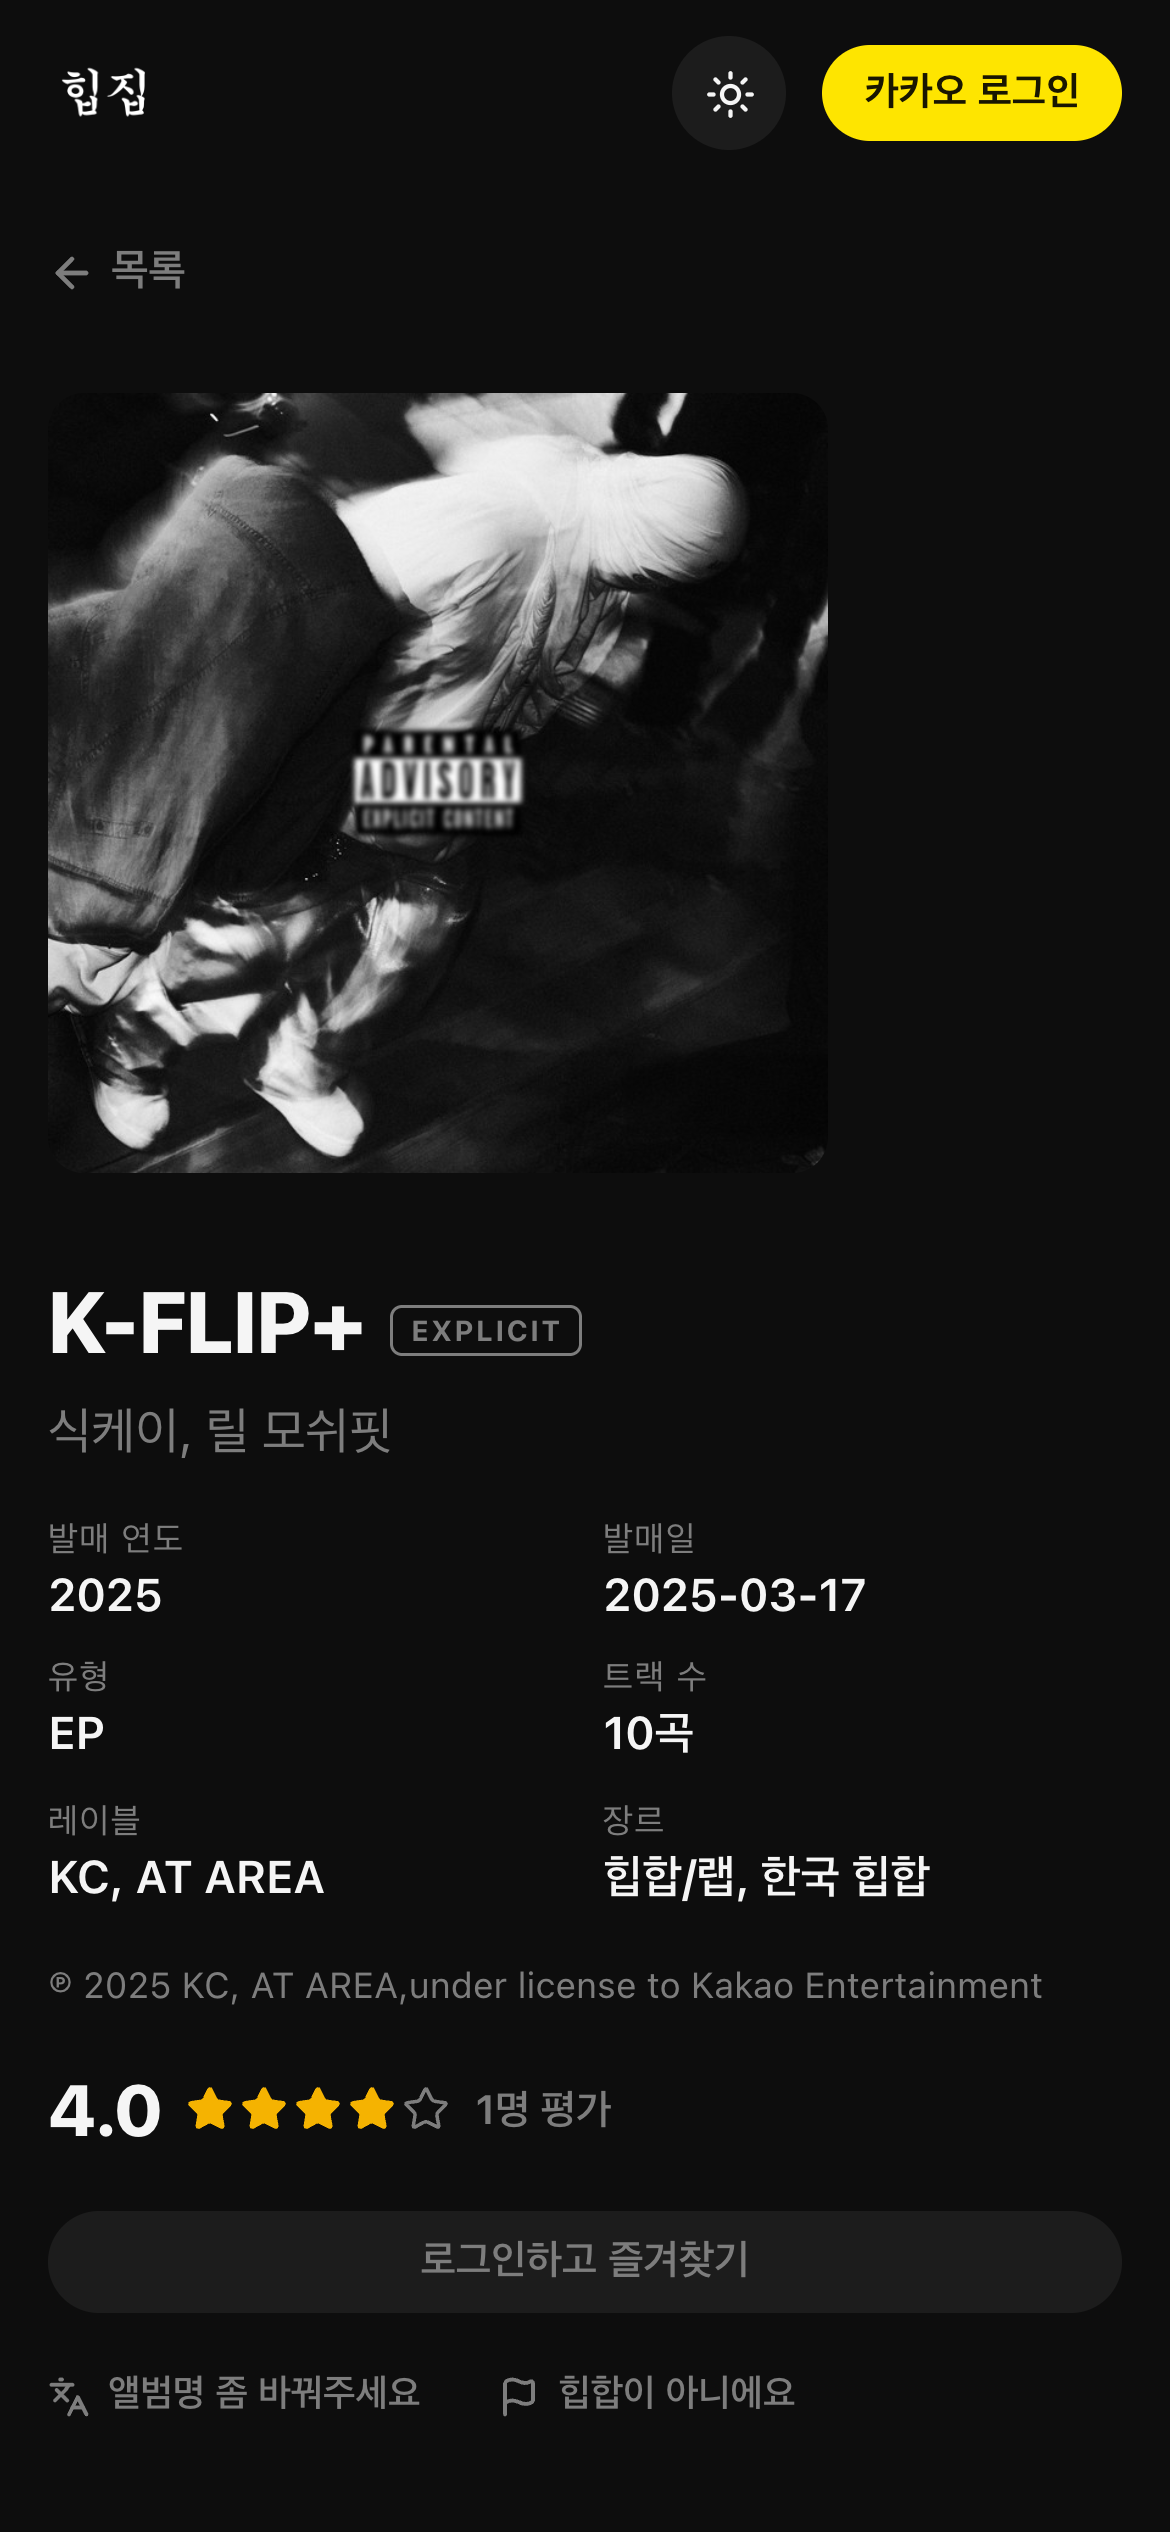 힙집
카카오 로그인
목록
PARENTAL
ADVISORY
EXPLICIT CONTENT
K-FLIP+ EXPLICIT
식케이, 릴 모쉬핏
발매 연도
2025
발매일
2025-03-17
유형
EP
트랙 수
10곡
레이블
KC, AT AREA
장르
힙합/랩, 한국 힙합
℗ 2025 KC, AT AREA,under license to Kakao Entertainment
4.0 1명 평가
로그인하고 즐겨찾기
앨범명 좀 바꿔주세요
힙합이 아니에요